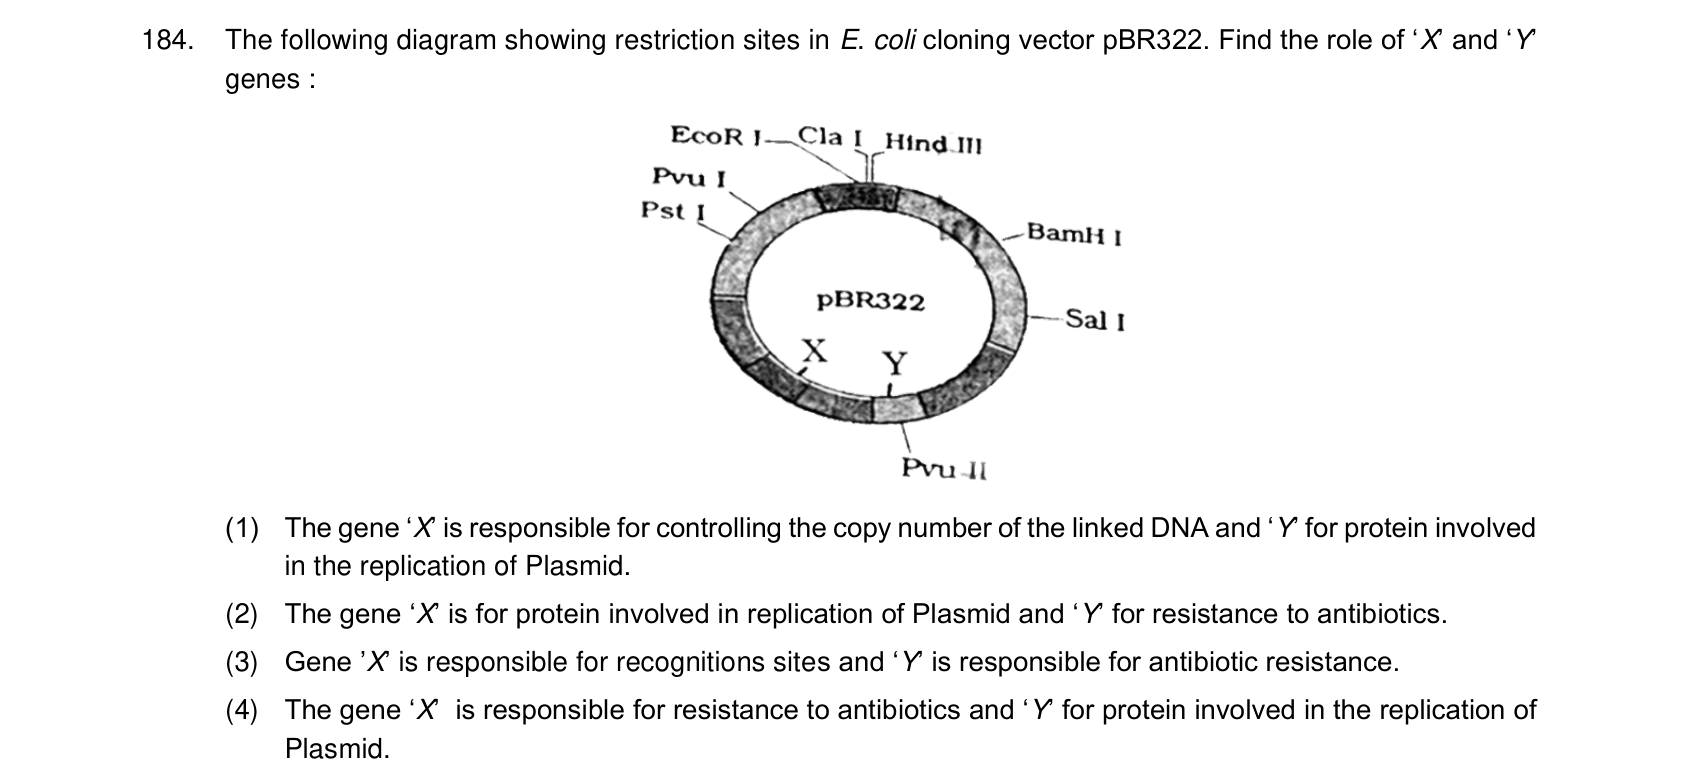 184. The following diagram showing restriction sites in E. coli cloning vector pBR322. Find the role of ‘X’ and ‘Y’
genes :
EcoR I Cla I Hind III
Pvu I
Pst I
BamH I
pBR322
Sal I
X Y
Pvu II
(1) The gene ‘X’ is responsible for controlling the copy number of the linked DNA and ‘Y’ for protein involved
in the replication of Plasmid.
(2) The gene ‘X’ is for protein involved in replication of Plasmid and ‘Y’ for resistance to antibiotics.
(3) Gene ’X’ is responsible for recognitions sites and ‘Y’ is responsible for antibiotic resistance.
(4) The gene ‘X’ is responsible for resistance to antibiotics and ‘Y’ for protein involved in the replication of
Plasmid.